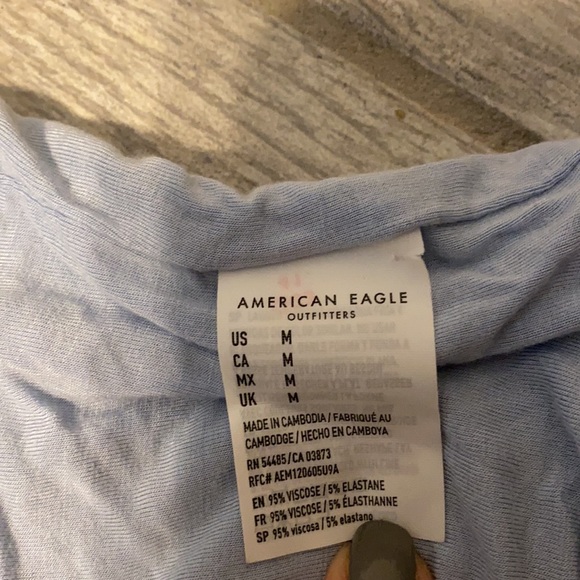 AMERICAN EAGLE
OUTFITTERS
US M
CA M
MX M
UK M
MADE IN CAMBODIA / FABRIQUÉ AU
CAMBODGE / HECHO EN CAMBOYA
RN 54485/CA 03873
RFC# AEM120605U9A
EN 95% VISCOSE / 5% ELASTANE
FR 95% VISCOSE / 5% ÉLASTHANNE
SP 95% viscosa / 5% elastano